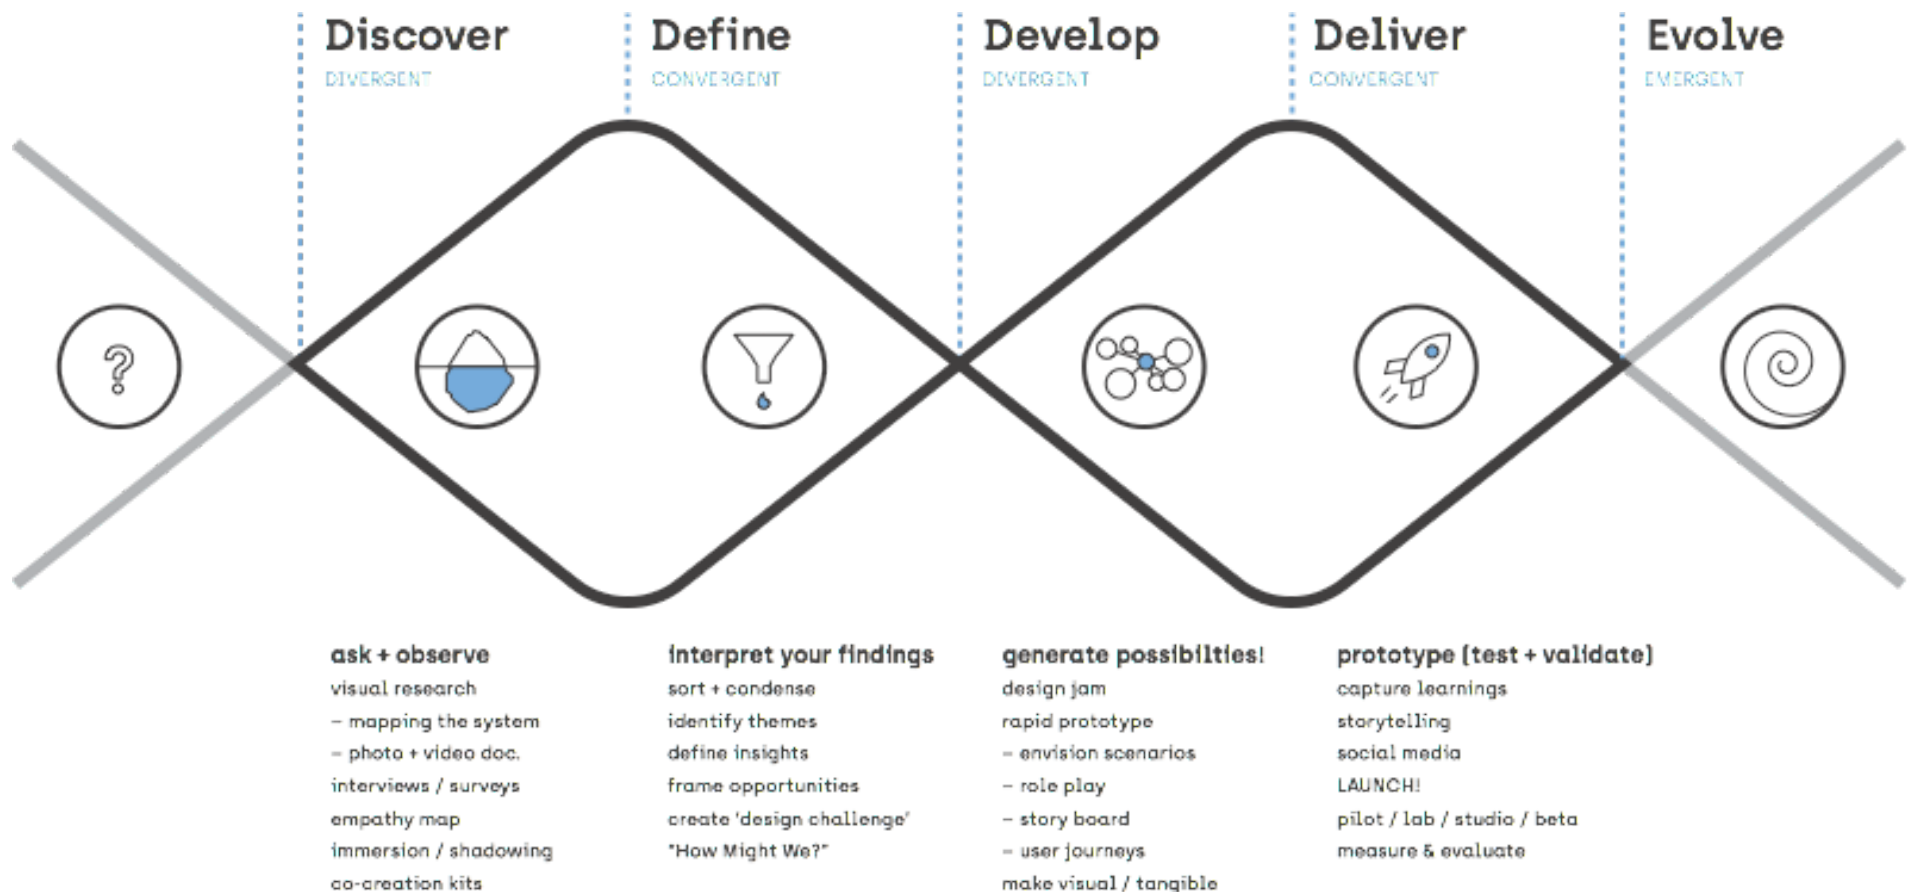 Discover
DIVERGENT
Define
CONVERGENT
Develop
DIVERGENT
Deliver
CONVERGENT
Evolve
EMERGENT
?
ask + observe
visual research
– mapping the system
– photo + video doc.
interviews / surveys
empathy map
immersion / shadowing
co-creation kits
interpret your findings
sort + condense
identify themes
define insights
frame opportunities
create 'design challenge'
"How Might We?"
generate possibilties!
design jam
rapid prototype
– envision scenarios
– role play
– story board
– user journeys
make visual / tangible
prototype (test + validate)
capture learnings
storytelling
social media
LAUNCH!
pilot / lab / studio / beta
measure & evaluate